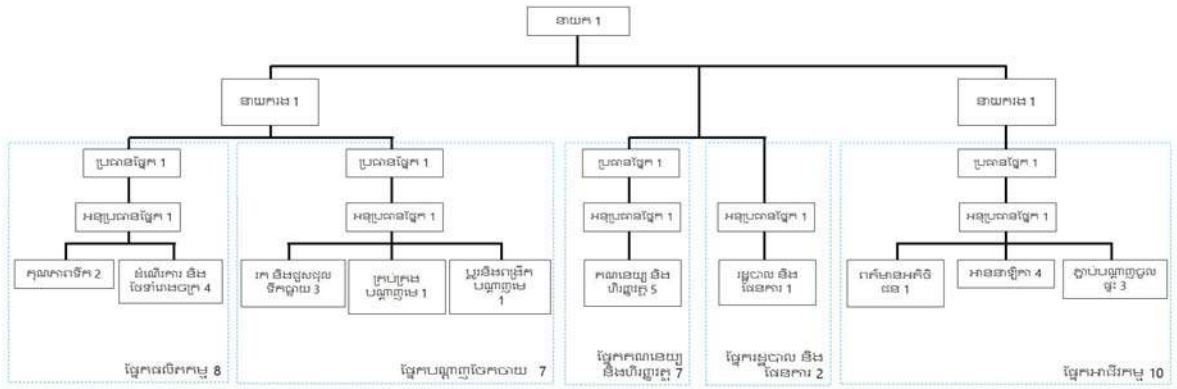 នាយក 1
នាយករង 1
នាយករង 1
ប្រធានផ្នែក 1
ប្រធានផ្នែក 1
ប្រធានផ្នែក 1
ប្រធានផ្នែក 1
អនុប្រធានផ្នែក 1
អនុប្រធានផ្នែក 1
អនុប្រធានផ្នែក 1
អនុប្រធានផ្នែក 1
អនុប្រធានផ្នែក 1
គុណភាពទឹក 2
ដំណើរការ និង
ថែទាំរោងចក្រ 4
រក និងជួសជុល
ទឹកធ្លាយ 3
គ្រប់គ្រង
បណ្តាញមេ 1
ប្តូរនិងពង្រីក
បណ្តាញមេ
1
គណនេយ្យ និង
ហិរញ្ញវត្ថុ 5
រដ្ឋបាល និង
ផែនការ 1
ព័ត៌មានអតិថិ
ជន 1
អាននាឡិកា 4
ភ្ជាប់បណ្តាញចូល
ផ្ទះ 3
ផ្នែកផលិតកម្ម 8
ផ្នែកបណ្តាញចែកចាយ 7
ផ្នែកគណនេយ្យ
និងហិរញ្ញវត្ថុ 7
ផ្នែករដ្ឋបាល និង
ផែនការ 2
ផ្នែកអាជីវកម្ម 10